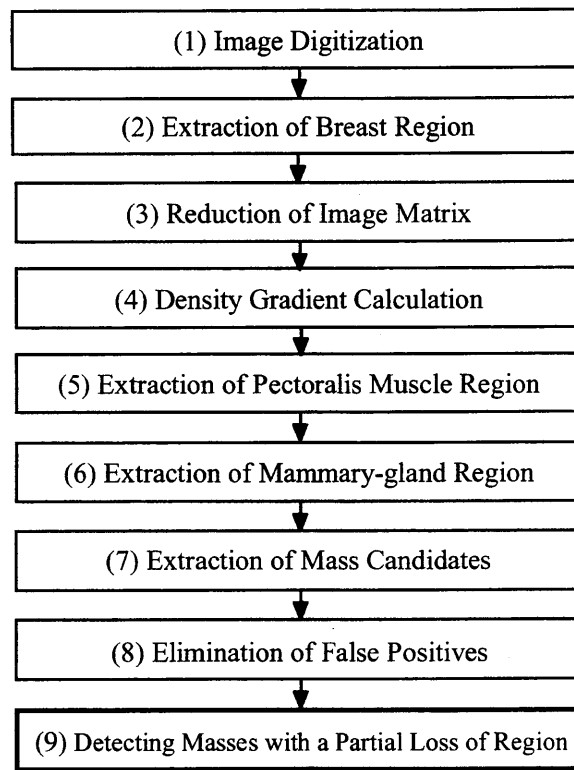 (1) Image Digitization
(2) Extraction of Breast Region
(3) Reduction of Image Matrix
(4) Density Gradient Calculation
(5) Extraction of Pectoralis Muscle Region
(6) Extraction of Mammary-gland Region
(7) Extraction of Mass Candidates
(8) Elimination of False Positives
(9) Detecting Masses with a Partial Loss of Region